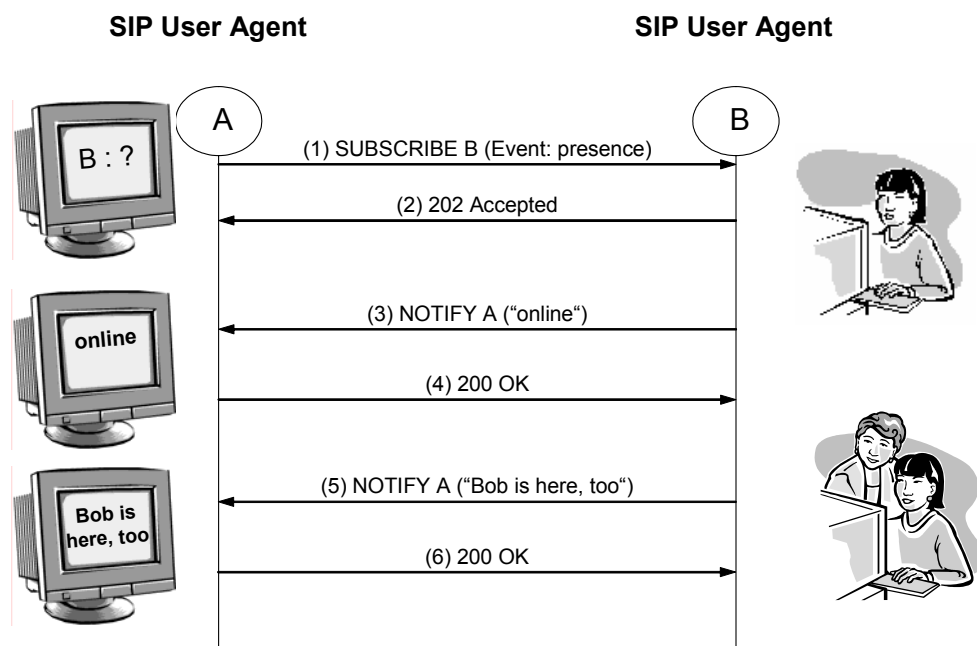 SIP User Agent
SIP User Agent
A
B
B : ?
(1) SUBSCRIBE B (Event: presence)
(2) 202 Accepted
online
(3) NOTIFY A (“online“)
(4) 200 OK
Bob is
here, too
(5) NOTIFY A (“Bob is here, too“)
(6) 200 OK